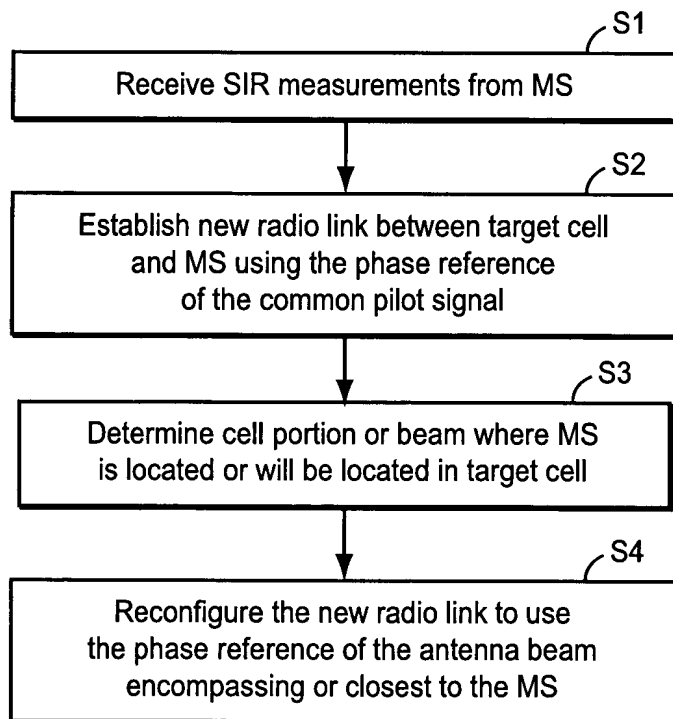 S1
Receive SIR measurements from MS
S2
Establish new radio link between target cell
and MS using the phase reference
of the common pilot signal
S3
Determine cell portion or beam where MS
is located or will be located in target cell
S4
Reconfigure the new radio link to use
the phase reference of the antenna beam
encompassing or closest to the MS